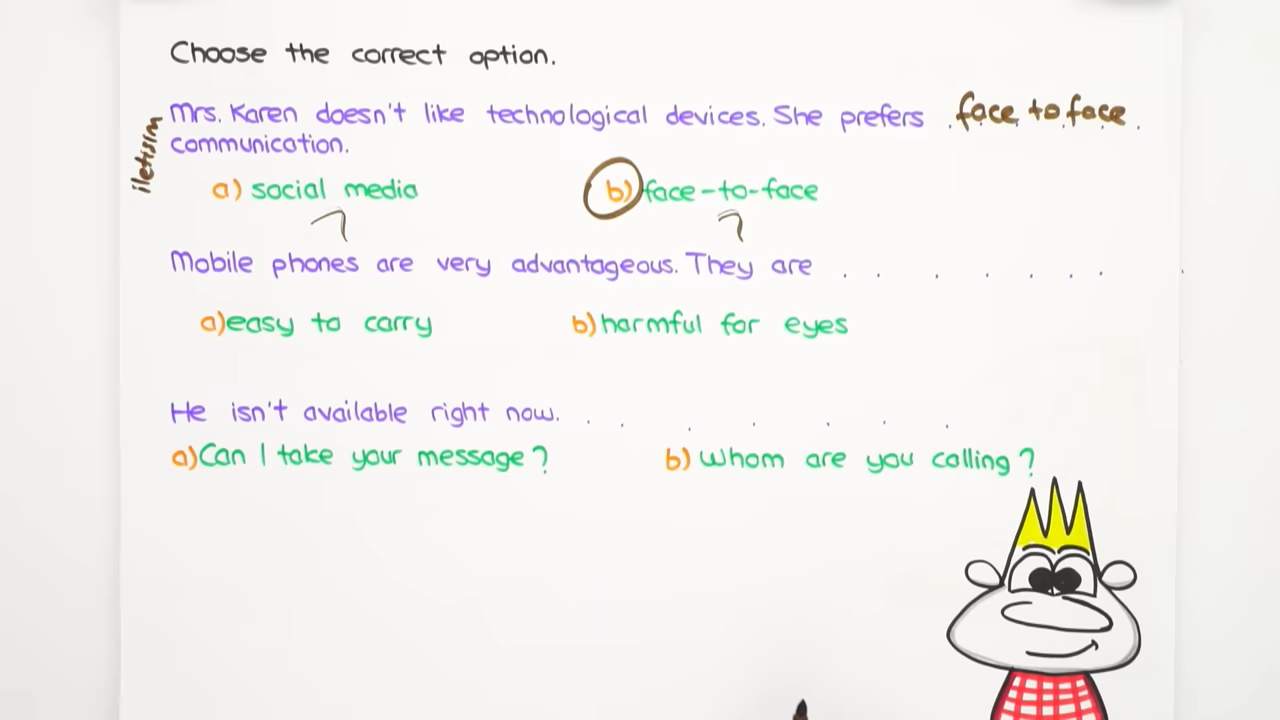 Choose the correct option.
Mrs. Karen doesn't like technological devices. She prefers . face to face .
iletişim
communication.
a) social media b) face-to-face
Mobile phones are very advantageous. They are . . . . . . . .
a) easy to carry b) harmful for eyes
He isn't available right now. . . . . . . .
a) Can I take your message? b) Whom are you calling?